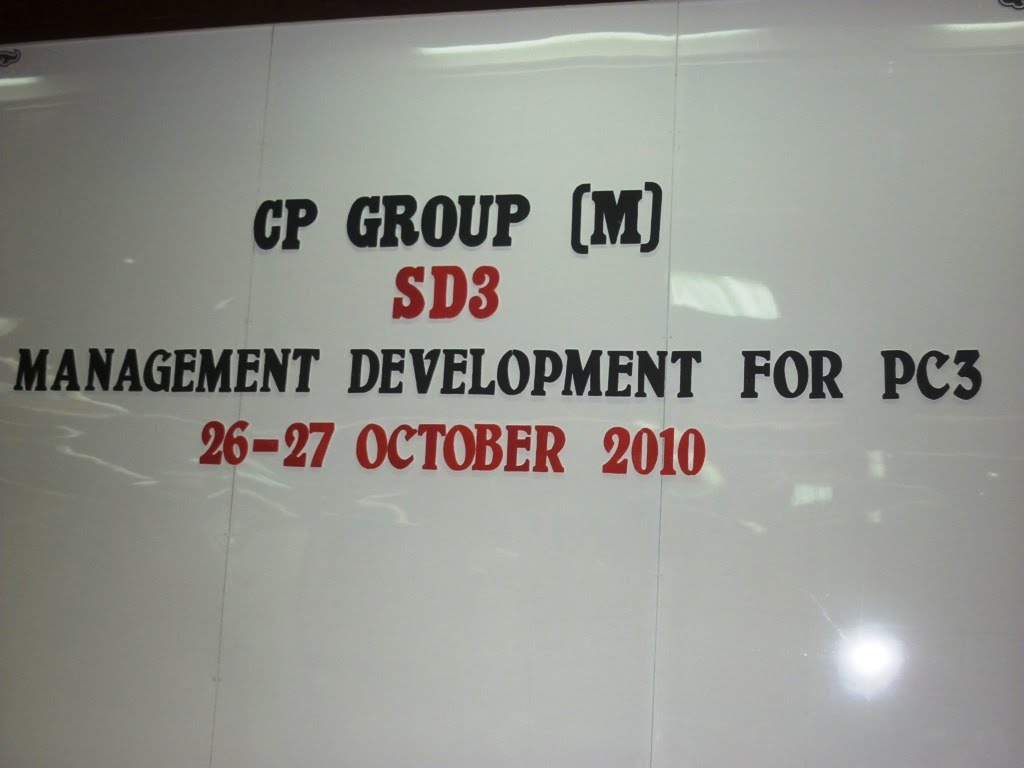 CP GROUP (M)
SD3
MANAGEMENT DEVELOPMENT FOR PC3
26-27 OCTOBER 2010